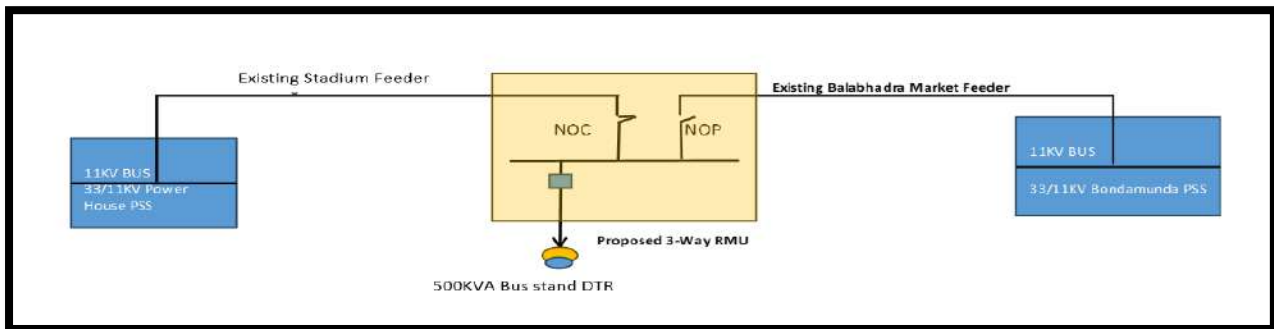 Existing Stadium Feeder
Existing Balabhadra Market Feeder
NOC
NOP
11KV BUS
33/11KV Power
House PSS
11KV BUS
33/11KV Bondamunda PSS
Proposed 3-Way RMU
500KVA Bus stand DTR